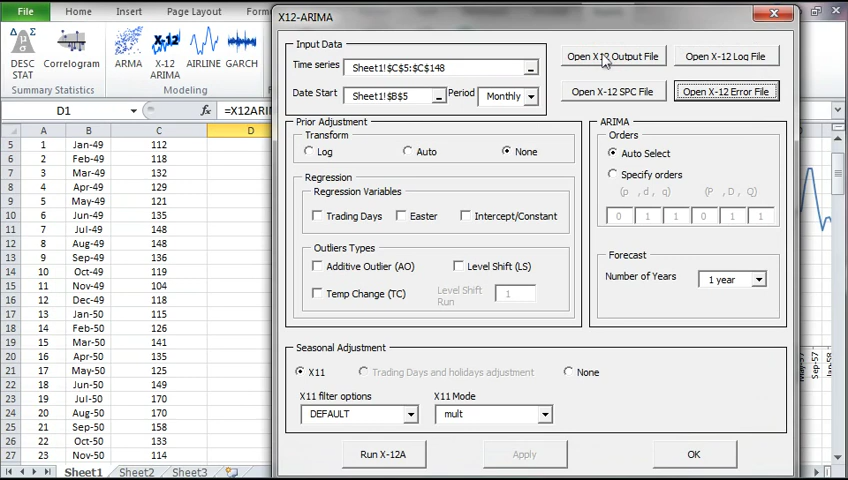 File Home Insert Page Layout For
X12-ARIMA
DESC STAT Correlogram X-12 ARIMA ARMA AIRLINE GARCH
Summary Statistics
D1 fx =X12ARI
A B C D
5 1 Jan-49 112
6 2 Feb-49 118
7 3 Mar-49 132
8 4 Apr-49 129
9 5 May-49 121
10 6 Jun-49 135
11 7 Jul-49 148
12 8 Aug-49 148
13 9 Sep-49 136
14 10 Oct-49 119
15 11 Nov-49 104
16 12 Dec-49 118
17 13 Jan-50 115
18 14 Feb-50 126
19 15 Mar-50 141
20 16 Apr-50 135
21 17 May-50 125
22 18 Jun-50 149
23 19 Jul-50 170
24 20 Aug-50 170
25 21 Sep-50 158
26 22 Oct-50 133
27 23 Nov-50 114
Sheet1 Sheet2 Sheet3
Input Data
Time series Sheet1!$C$5:$C$148
Date Start Sheet1!$B$5 Period Monthly
Open X12 Output File Open X-12 Log File
Open X-12 SPC File Open X-12 Error File
Prior Adjustment
Transform
Log Auto None
Regression
Regression Variables
Trading Days Easter Intercept/Constant
Outliers Types
Additive Outlier (AO) Level Shift (LS)
Temp Change (TC) Level Shift Run 1
ARIMA
Orders
Auto Select
Specify orders
(p , d , q) (P , D , Q)
0 1 1 0 1 1
Forecast
Number of Years 1 year
Seasonal Adjustment
X11 Trading Days and holidays adjustment None
X11 filter options X11 Mode
DEFAULT mult
Run X-12A Apply OK
Sep-57
Jan-58